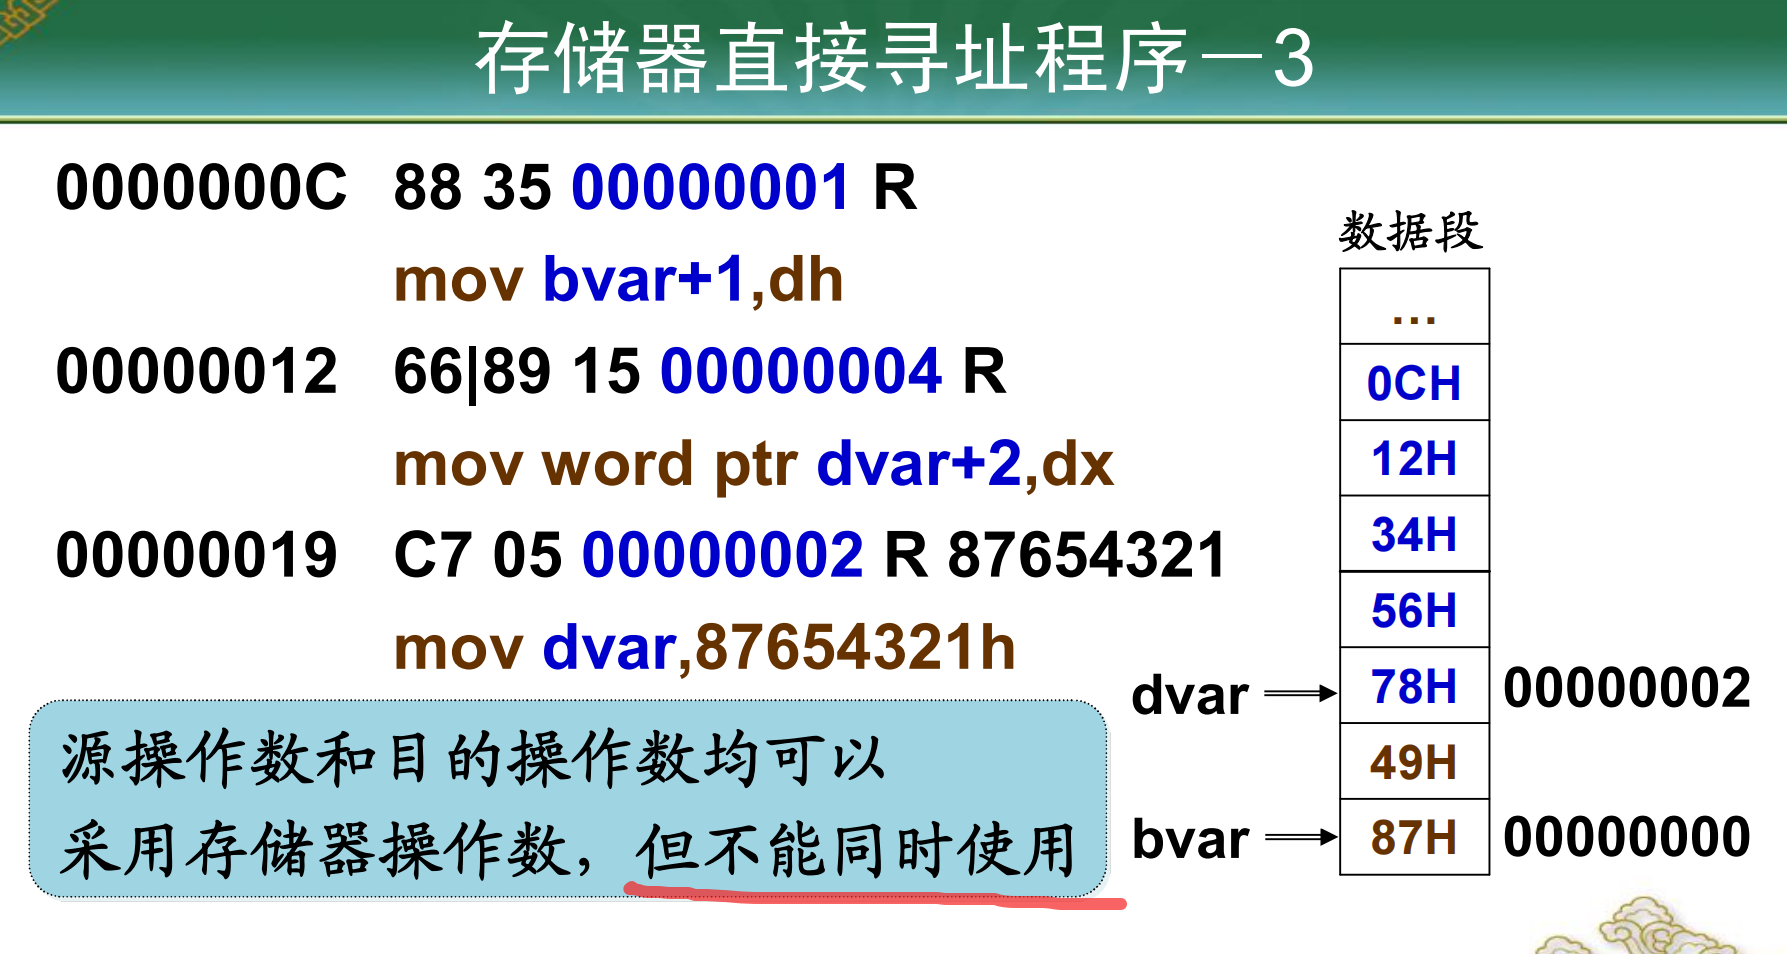 存储器直接寻址程序－3
0000000C 88 35 00000001 R
mov bvar+1,dh
00000012 66|89 15 00000004 R
mov word ptr dvar+2,dx
00000019 C7 05 00000002 R 87654321
mov dvar,87654321h
源操作数和目的操作数均可以
采用存储器操作数，但不能同时使用
数据段
…
0CH
12H
34H
56H
dvar 78H 00000002
49H
bvar 87H 00000000